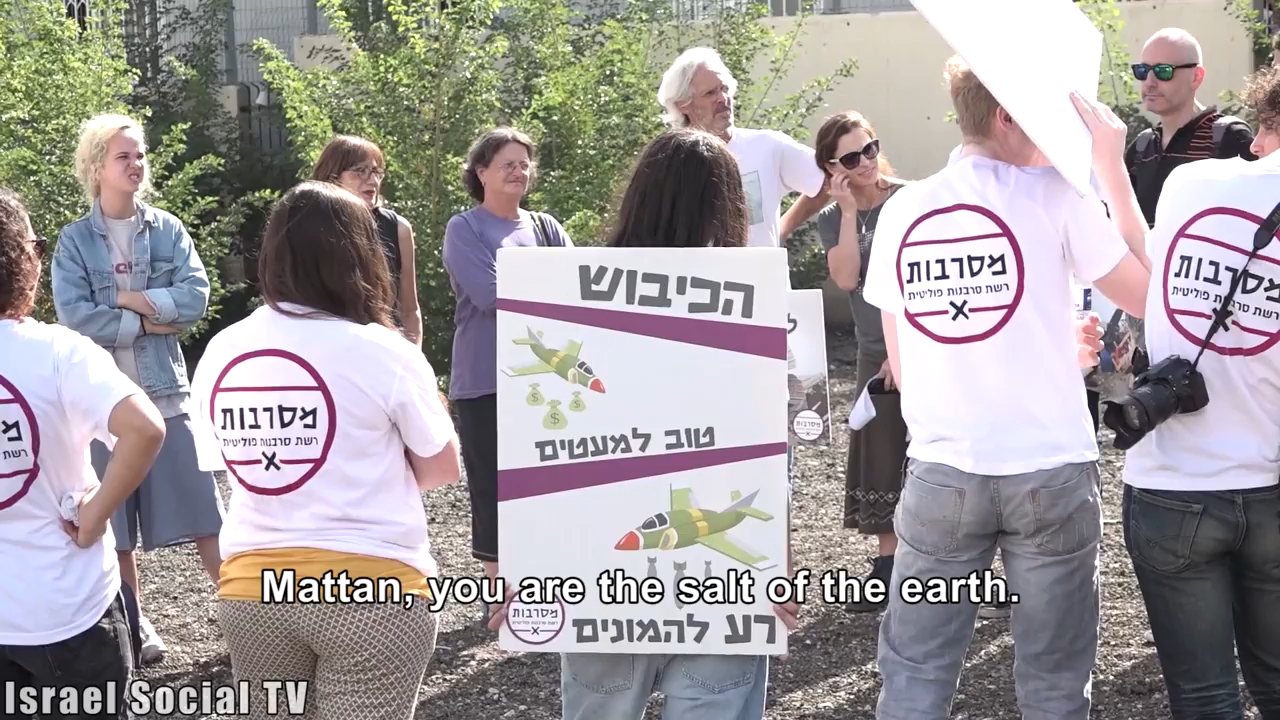 הכיבוש
טוב למעטים
רע להמונים
מסרבות
מסרבות
רשת סרבנות פוליטית
מסרבות
רשת סרבנות פוליטית
מסרבות
רשת סרבנות פוליטית
Mattan, you are the salt of the earth.
Israel Social TV